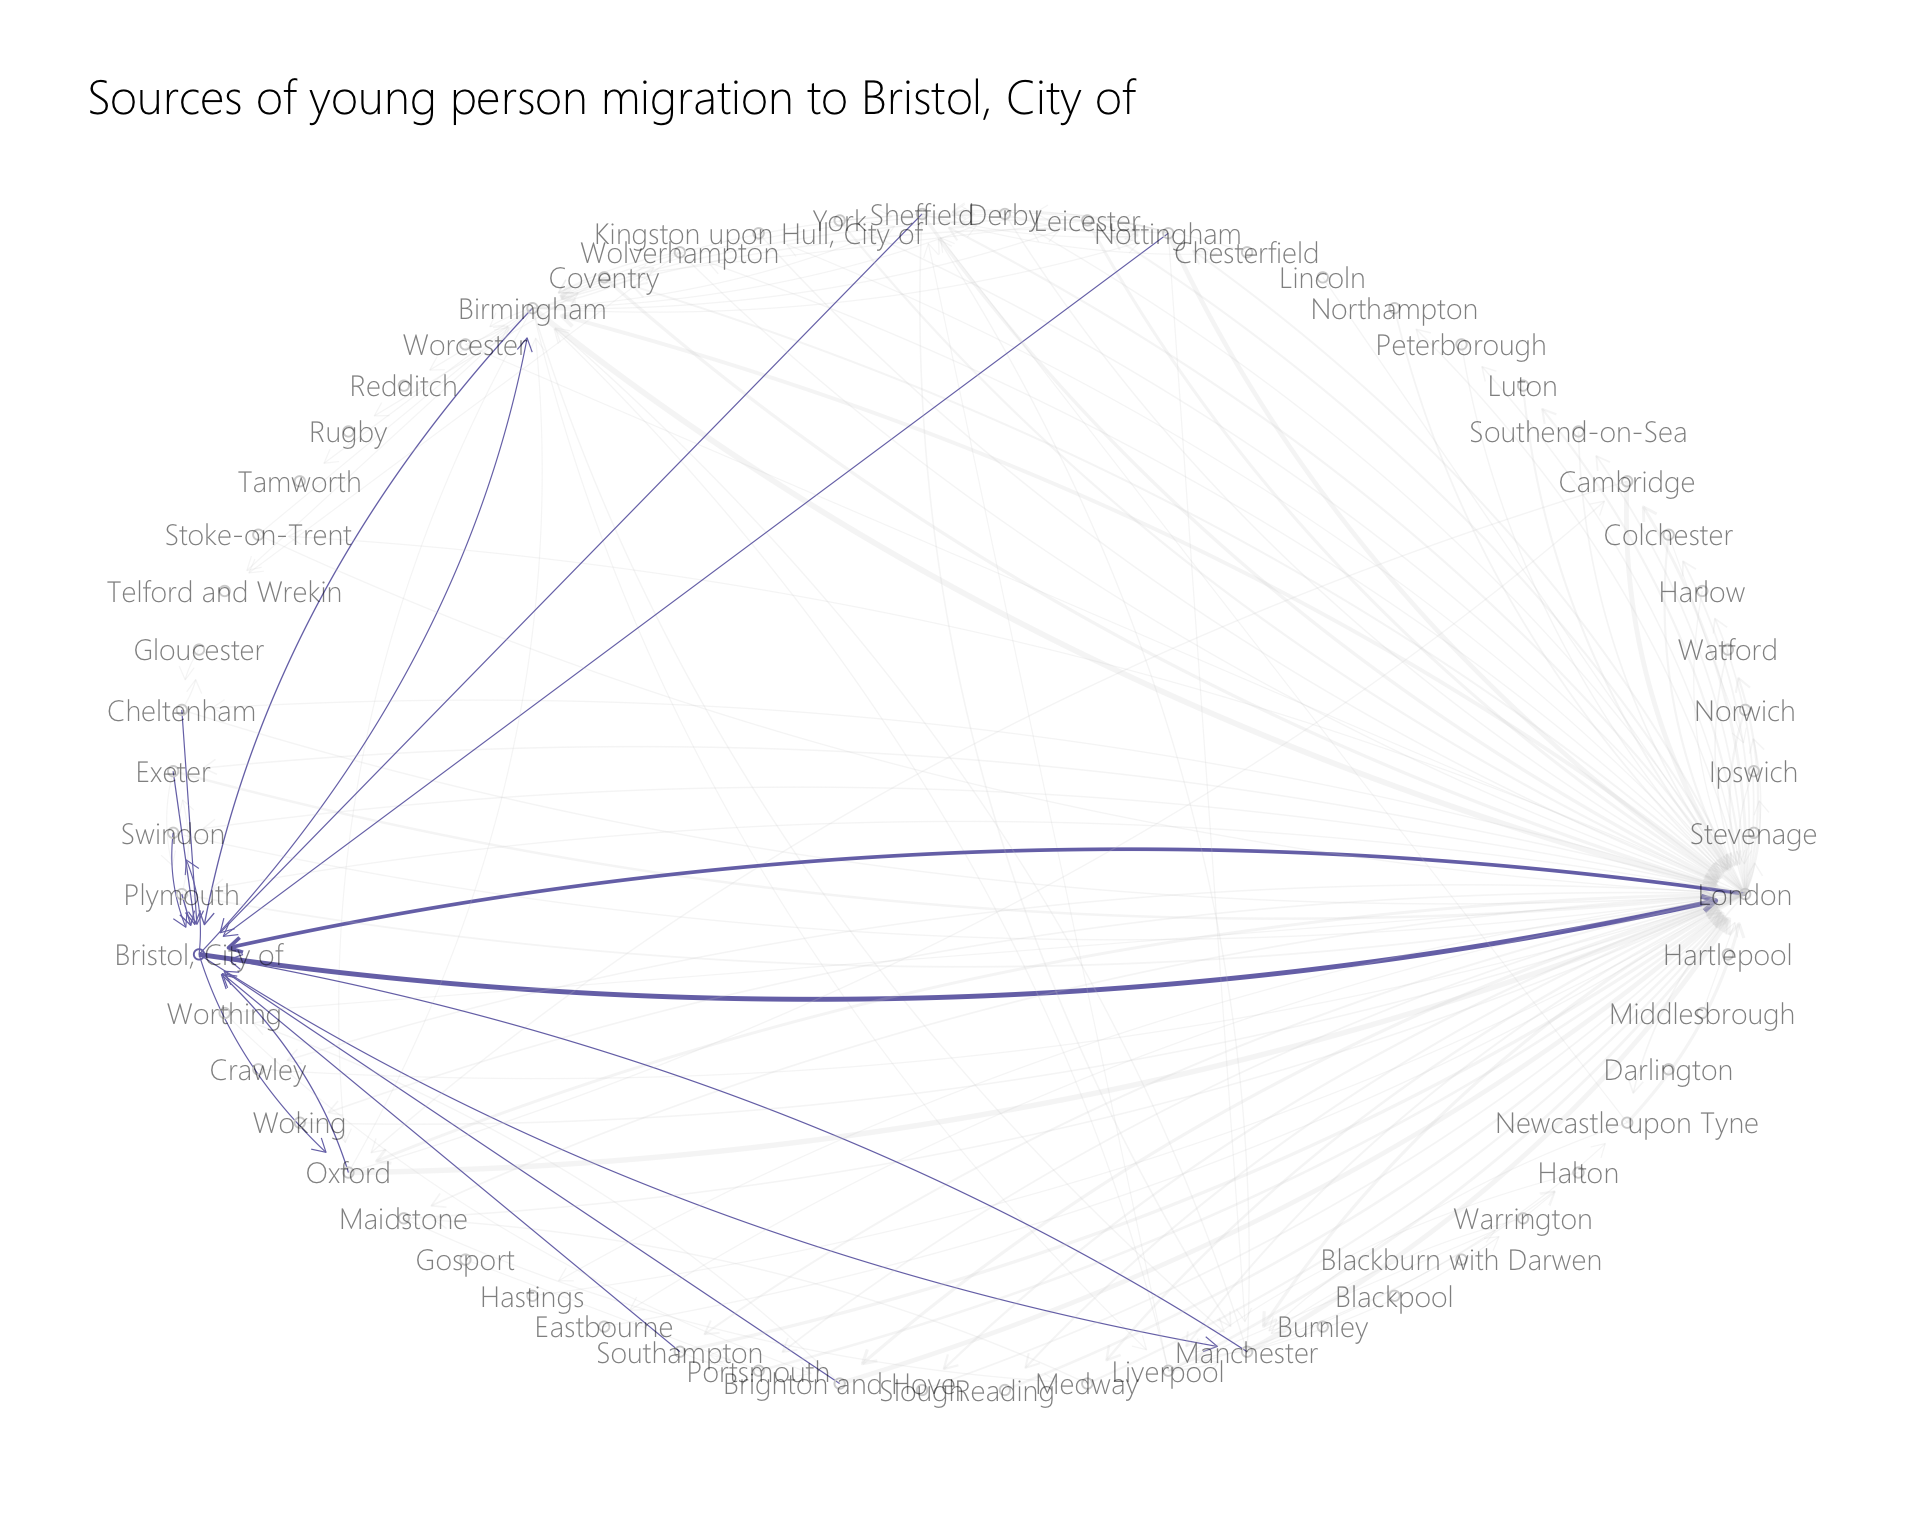 Sources of young person migration to Bristol, City of
York
Sheffield
Derby
Leicester
Kingston upon Hull, City of
Nottingham
Wolverhampton
Chesterfield
Coventry
Lincoln
Birmingham
Northampton
Worcester
Peterborough
Redditch
Luton
Rugby
Southend-on-Sea
Tamworth
Cambridge
Stoke-on-Trent
Colchester
Telford and Wrekin
Harlow
Gloucester
Watford
Cheltenham
Norwich
Exeter
Ipswich
Swindon
Stevenage
Plymouth
London
Bristol, City of
Hartlepool
Worthing
Middlesbrough
Crawley
Darlington
Woking
Newcastle upon Tyne
Oxford
Halton
Maidstone
Warrington
Gosport
Blackburn with Darwen
Hastings
Blackpool
Eastbourne
Burnley
Southampton
Manchester
Portsmouth
Liverpool
Brighton and Hove
Slough
Reading
Medway